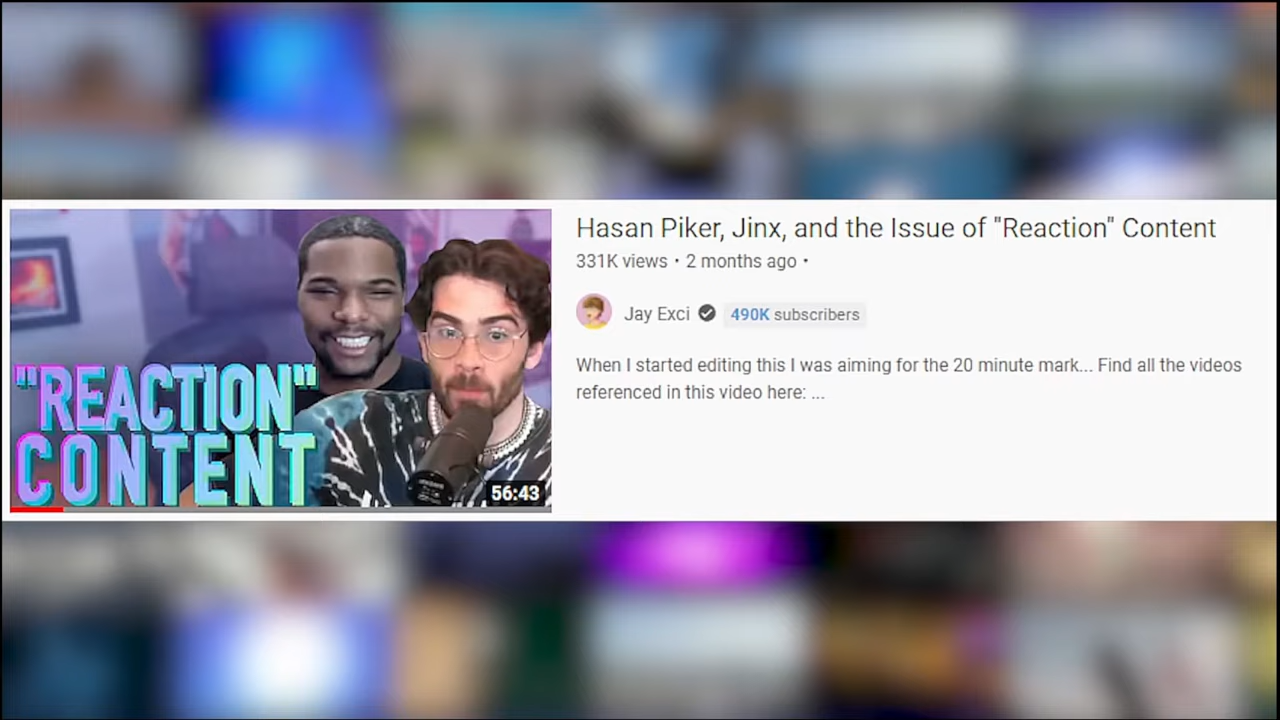 "REACTION"
CONTENT
56:43
Hasan Piker, Jinx, and the Issue of "Reaction" Content
331K views • 2 months ago •
Jay Exci 490K subscribers
When I started editing this I was aiming for the 20 minute mark... Find all the videos
referenced in this video here: ...